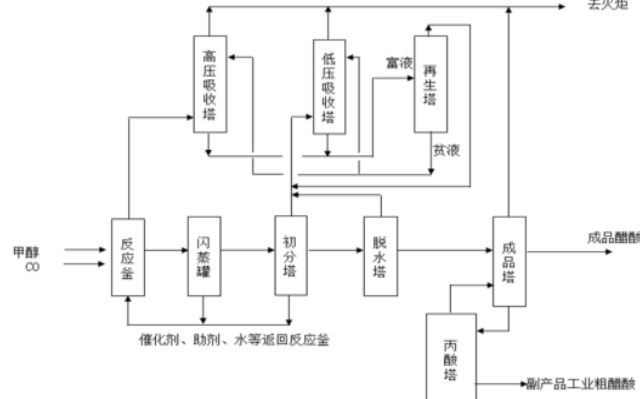 去火炬
高压吸收塔
低压吸收塔
富液
再生塔
贫液
甲醇
CO
反应釜
闪蒸罐
初分塔
脱水塔
成品塔
成品醋酸
催化剂、助剂、水等返回反应釜
丙酸塔
副产品工业粗醋酸